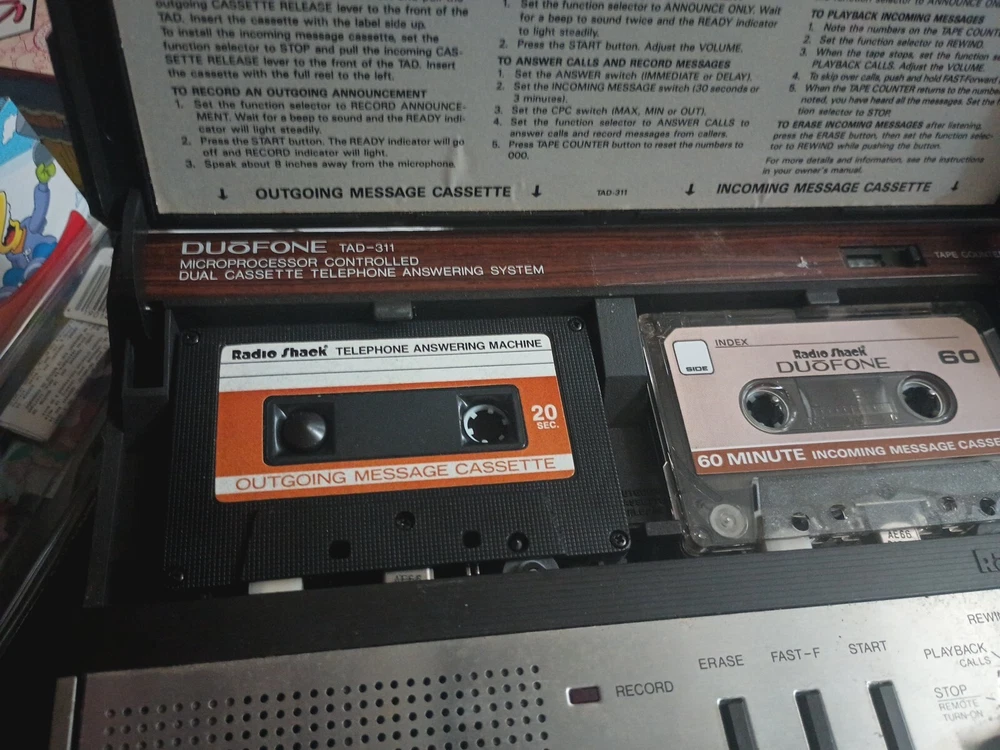 outgoing CASSETTE RELEASE lever to the front of the
TAD. Insert the cassette with the label side up.
To install the incoming message cassette, set the
function selector to STOP and pull the incoming CAS-
SETTE RELEASE lever to the front of the TAD. Insert
the cassette with the full reel to the left.
TO RECORD AN OUTGOING ANNOUNCEMENT
1. Set the function selector to RECORD ANNOUNCE-
MENT. Wait for a beep to sound and the READY indi-
cator will light steadily.
2. Press the START button. The READY indicator will go
off and RECORD indicator will light.
3. Speak about 8 inches away from the microphone.
1. Set the function selector to ANNOUNCE ONLY. Wait
for a beep to sound twice and the READY indicator
to light steadily.
2. Press the START button. Adjust the VOLUME.
TO ANSWER CALLS AND RECORD MESSAGES
1. Set the ANSWER switch (IMMEDIATE or DELAY).
2. Set the INCOMING MESSAGE switch (30 seconds or
3 minutes).
3. Set the CPC switch (MAX, MIN or OUT).
4. Set the function selector to ANSWER CALLS to
answer calls and record messages from callers.
5. Press TAPE COUNTER button to reset the numbers to
000.
TO PLAYBACK INCOMING MESSAGES
1. Note the numbers on the TAPE COUNT
2. Set the function selector to REWIND.
3. When the tape stops, set the function se
PLAYBACK CALLS. Adjust the VOLUME.
4. To skip over calls, push and hold FAST-Forward
5. When the TAPE COUNTER returns to the numbe
noted, you have heard all the messages. Set the f
tion selector to STOP.
TO ERASE INCOMING MESSAGES after listening,
press the ERASE button, then set the function selec-
tor to REWIND while pushing the button.
For more details and information, see the instructions
in your owner's manual.
↓ OUTGOING MESSAGE CASSETTE ↓ TAD-311 ↓ INCOMING MESSAGE CASSETTE ↓
DUōFONE TAD-311
MICROPROCESSOR CONTROLLED
DUAL CASSETTE TELEPHONE ANSWERING SYSTEM
TAPE COUNTE
Radio Shack TELEPHONE ANSWERING MACHINE
20
SEC.
OUTGOING MESSAGE CASSETTE
INDEX
SIDE
Radio Shack
DUōFONE
60
60 MINUTE INCOMING MESSAGE CASSE
AE66
R
ERASE
FAST-F
START
RECORD
REWIN
PLAYBACK
CALLS
STOP
REMOTE
TURN-ON